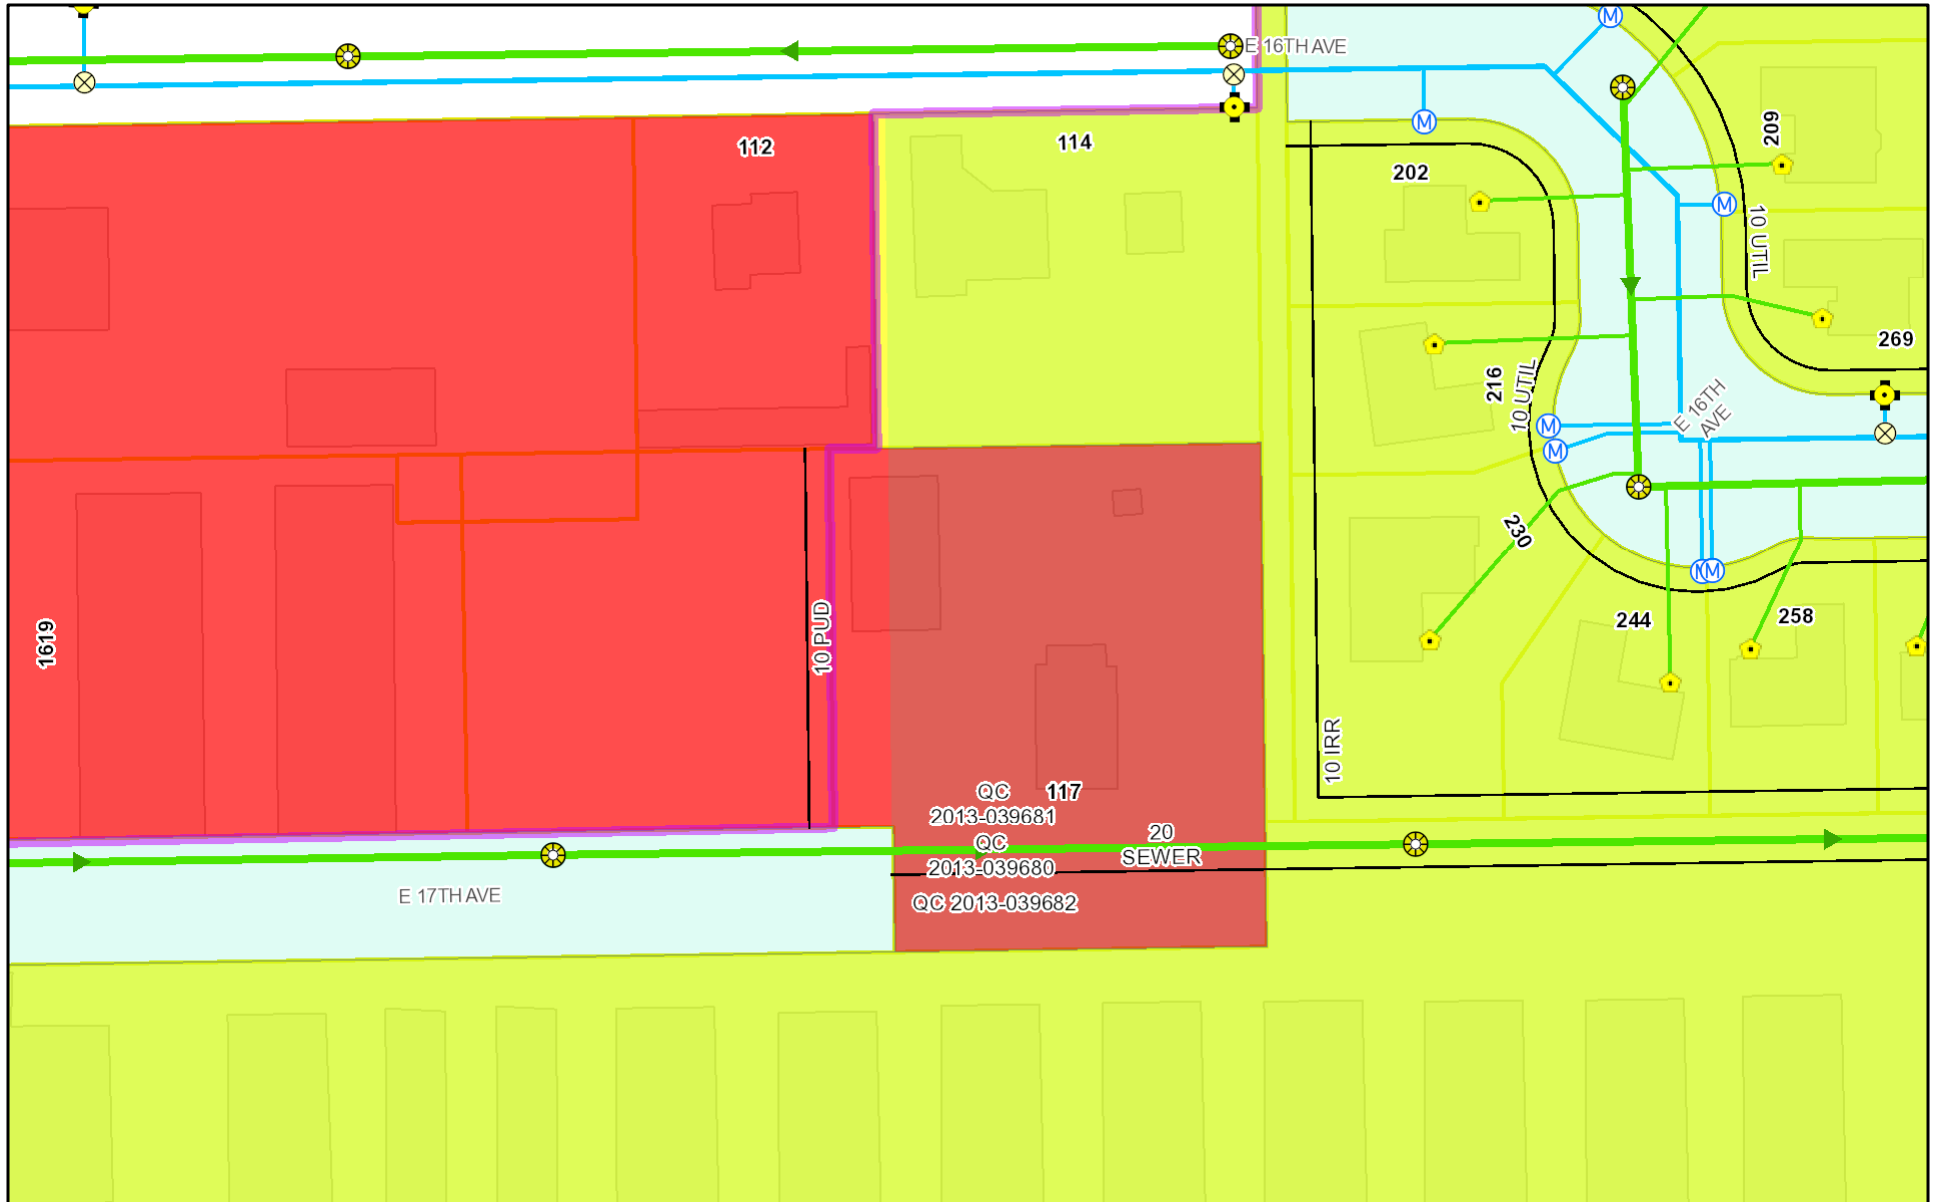 E 16TH AVE
112
114
202
209
10 UTIL
269
216
10 UTIL
E 16TH
AVE
230
244
258
1619
10 PUD
10 IRR
QC
2013-039681
117
QC
2013-039680
20
SEWER
QC 2013-039682
E 17TH AVE
M
M
M
M
M
M
M